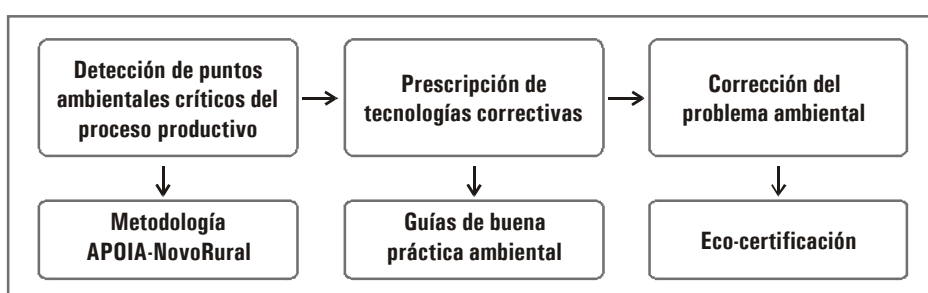 Detección de puntos
ambientales críticos del
proceso productivo
Prescripción de
tecnologías correctivas
Corrección del
problema ambiental
Metodología
APOIA-NovoRural
Guías de buena
práctica ambiental
Eco-certificación